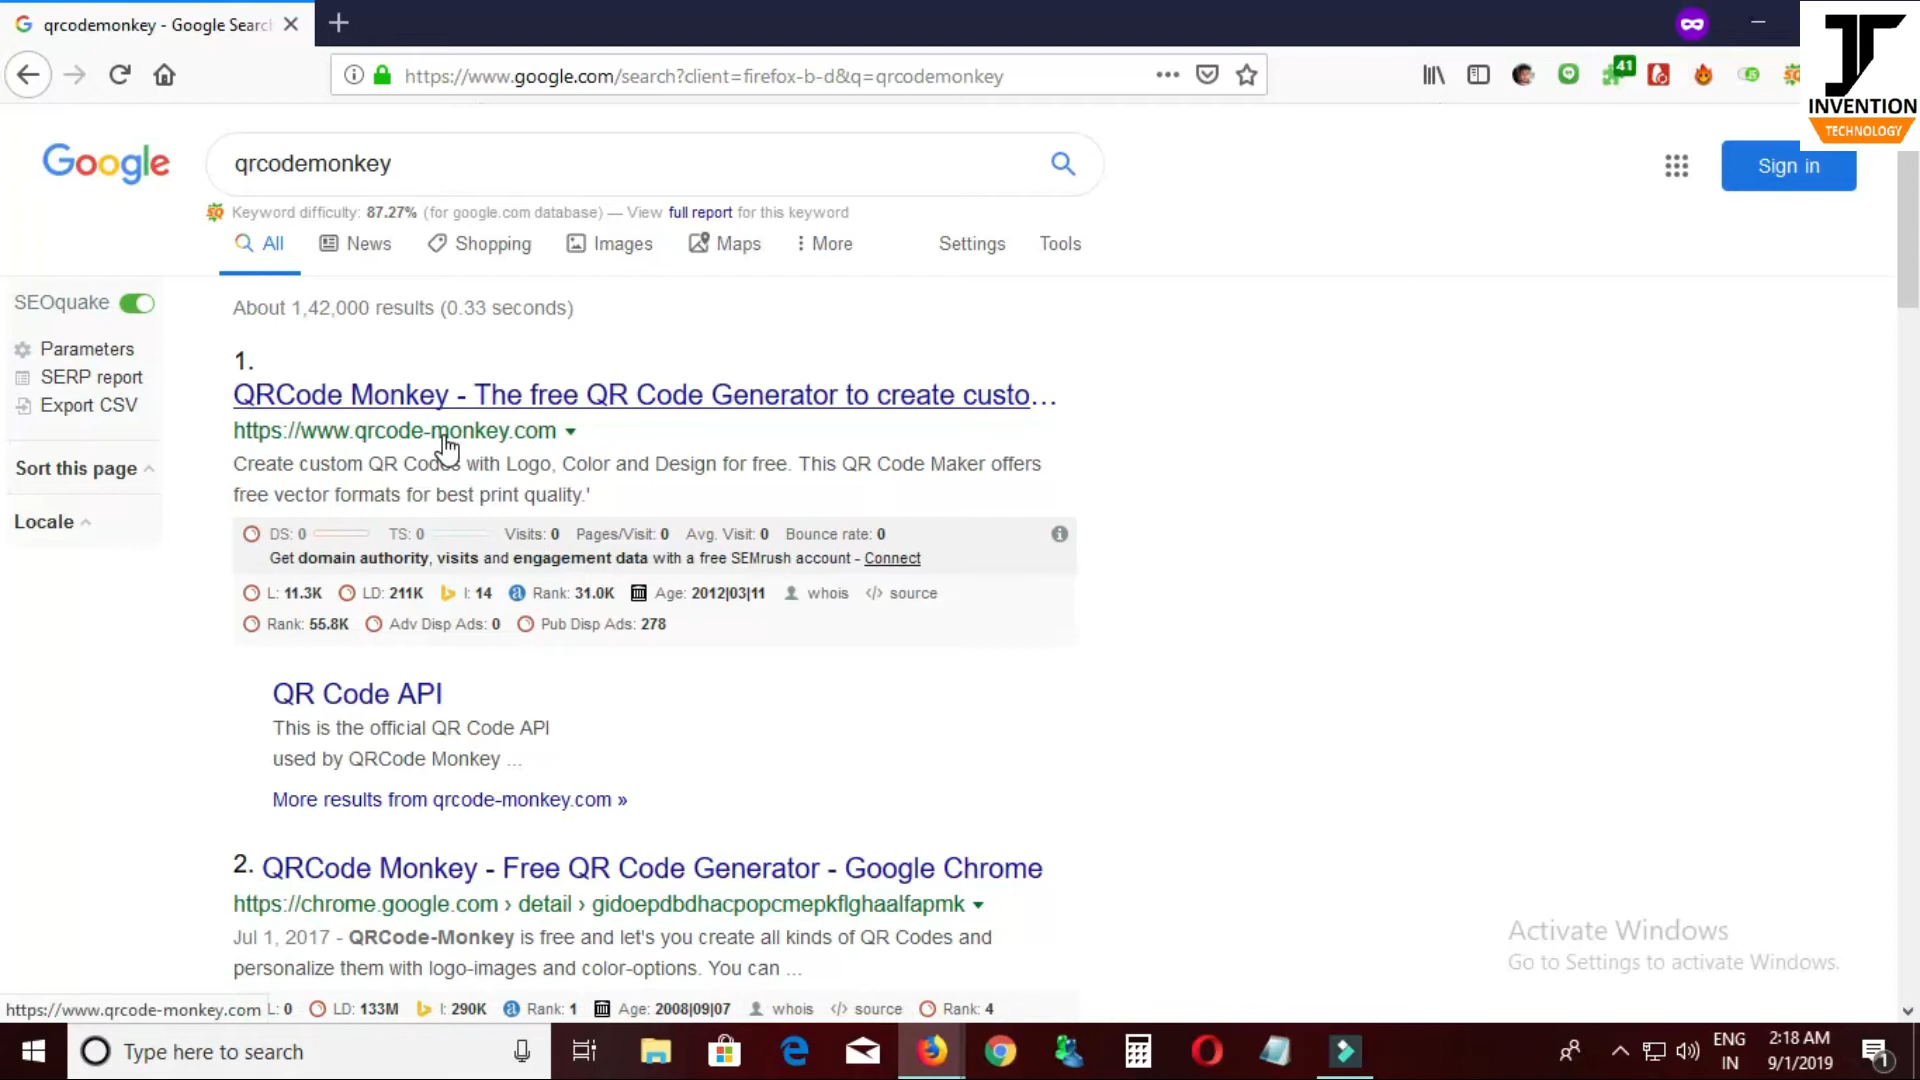 qrcodemonkey - Google Search
https://www.google.com/search?client=firefox-b-d&q=qrcodemonkey
41
INVENTION
TECHNOLOGY
Google
qrcodemonkey
Sign in
Keyword difficulty: 87.27% (for google.com database) — View full report for this keyword
All
News
Shopping
Images
Maps
More
Settings
Tools
SEOquake
Parameters
SERP report
Export CSV
Sort this page
Locale
About 1,42,000 results (0.33 seconds)
1.
QRCode Monkey - The free QR Code Generator to create custo...
https://www.qrcode-monkey.com
Create custom QR Codes with Logo, Color and Design for free. This QR Code Maker offers
free vector formats for best print quality.'
DS: 0 TS: 0 Visits: 0 Pages/Visit: 0 Avg. Visit: 0 Bounce rate: 0
Get domain authority, visits and engagement data with a free SEMrush account - Connect
L: 11.3K LD: 211K I: 14 Rank: 31.0K Age: 2012|03|11 whois </> source
Rank: 55.8K Adv Disp Ads: 0 Pub Disp Ads: 278
QR Code API
This is the official QR Code API
used by QRCode Monkey ...
More results from qrcode-monkey.com »
2. QRCode Monkey - Free QR Code Generator - Google Chrome
https://chrome.google.com › detail › gidoepdbdhacpopcmepkflghaalfapmk
Jul 1, 2017 - QRCode-Monkey is free and let's you create all kinds of QR Codes and
personalize them with logo-images and color-options. You can ...
https://www.qrcode-monkey.com L: 0 LD: 133M I: 290K Rank: 1 Age: 2008|09|07 whois </> source Rank: 4
Activate Windows
Go to Settings to activate Windows.
Type here to search
ENG
IN
2:18 AM
9/1/2019
1